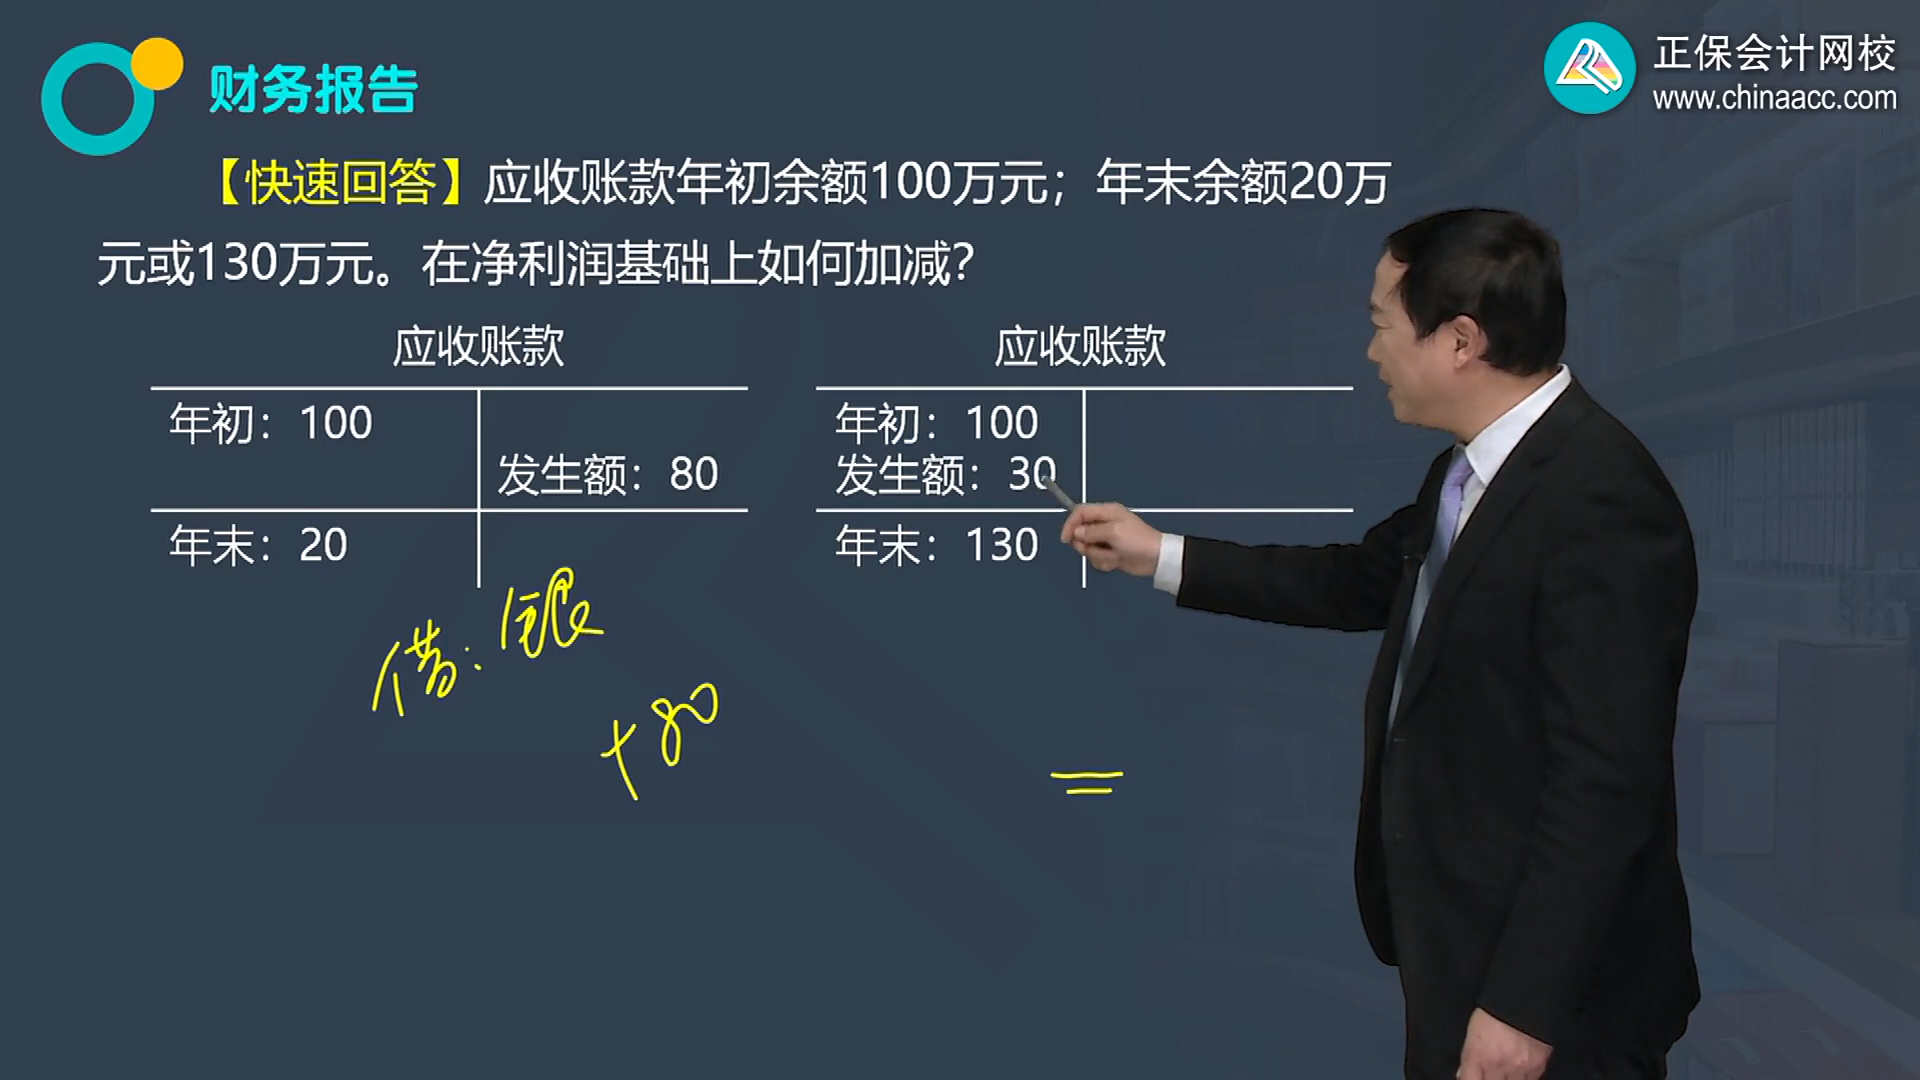 财务报告
正保会计网校
www.chinaacc.com
【快速回答】应收账款年初余额100万元；年末余额20万
元或130万元。在净利润基础上如何加减？
应收账款
年初：100
发生额：80
年末：20
应收账款
年初：100
发生额：30
年末：130
借：银
+80